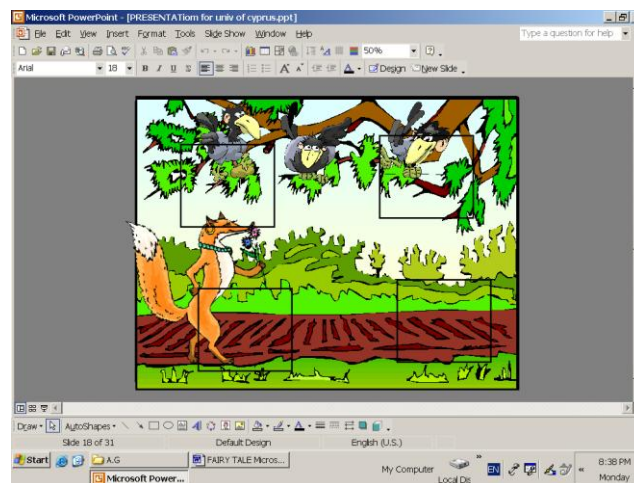 Microsoft PowerPoint - [PRESENTATiom for univ of cyprus.ppt]
File Edit View Insert Format Tools Slide Show Window Help Type a question for help
50%
Arial 18 B I U S A A A Design New Slide
Draw AutoShapes A
Slide 18 of 31 Default Design English (U.S.)
Start A.G FAIRY TALE Micros... My Computer Local Dis EN 8:38 PM
Microsoft Power... Monday